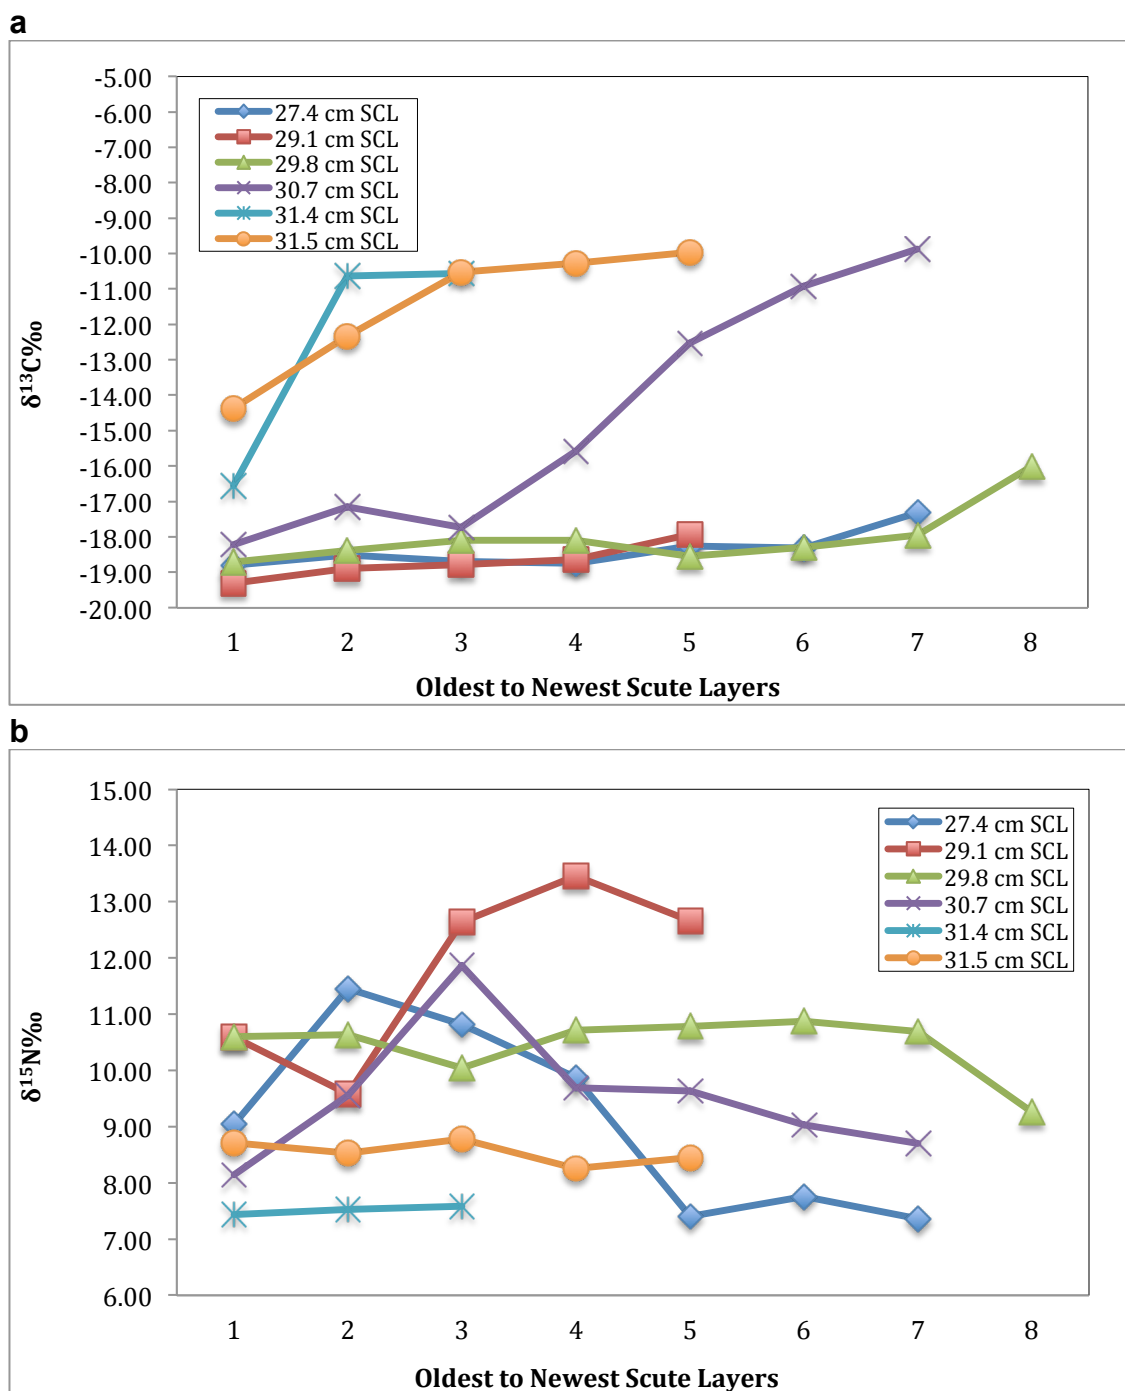 a
-5.00
-6.00
-7.00
-8.00
-9.00
-10.00
-11.00
-12.00
-13.00
-14.00
-15.00
-16.00
-17.00
-18.00
-19.00
-20.00
δ¹³C‰
27.4 cm SCL
29.1 cm SCL
29.8 cm SCL
30.7 cm SCL
31.4 cm SCL
31.5 cm SCL
1 2 3 4 5 6 7 8
Oldest to Newest Scute Layers
b
15.00
14.00
13.00
12.00
11.00
10.00
9.00
8.00
7.00
6.00
δ¹⁵N‰
27.4 cm SCL
29.1 cm SCL
29.8 cm SCL
30.7 cm SCL
31.4 cm SCL
31.5 cm SCL
1 2 3 4 5 6 7 8
Oldest to Newest Scute Layers